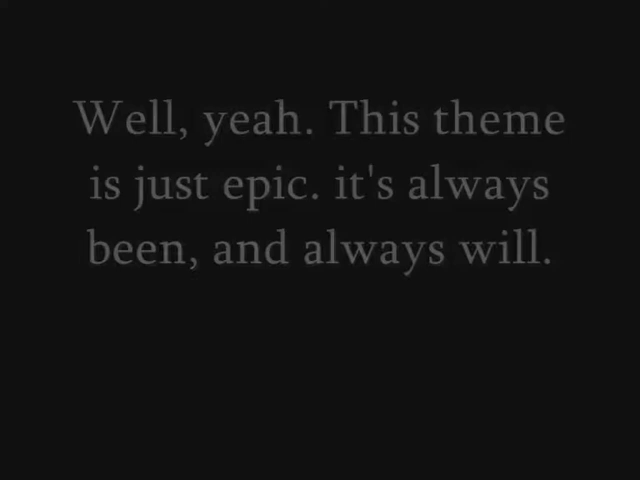 Well, yeah. This theme
is just epic. it's always
been, and always will.